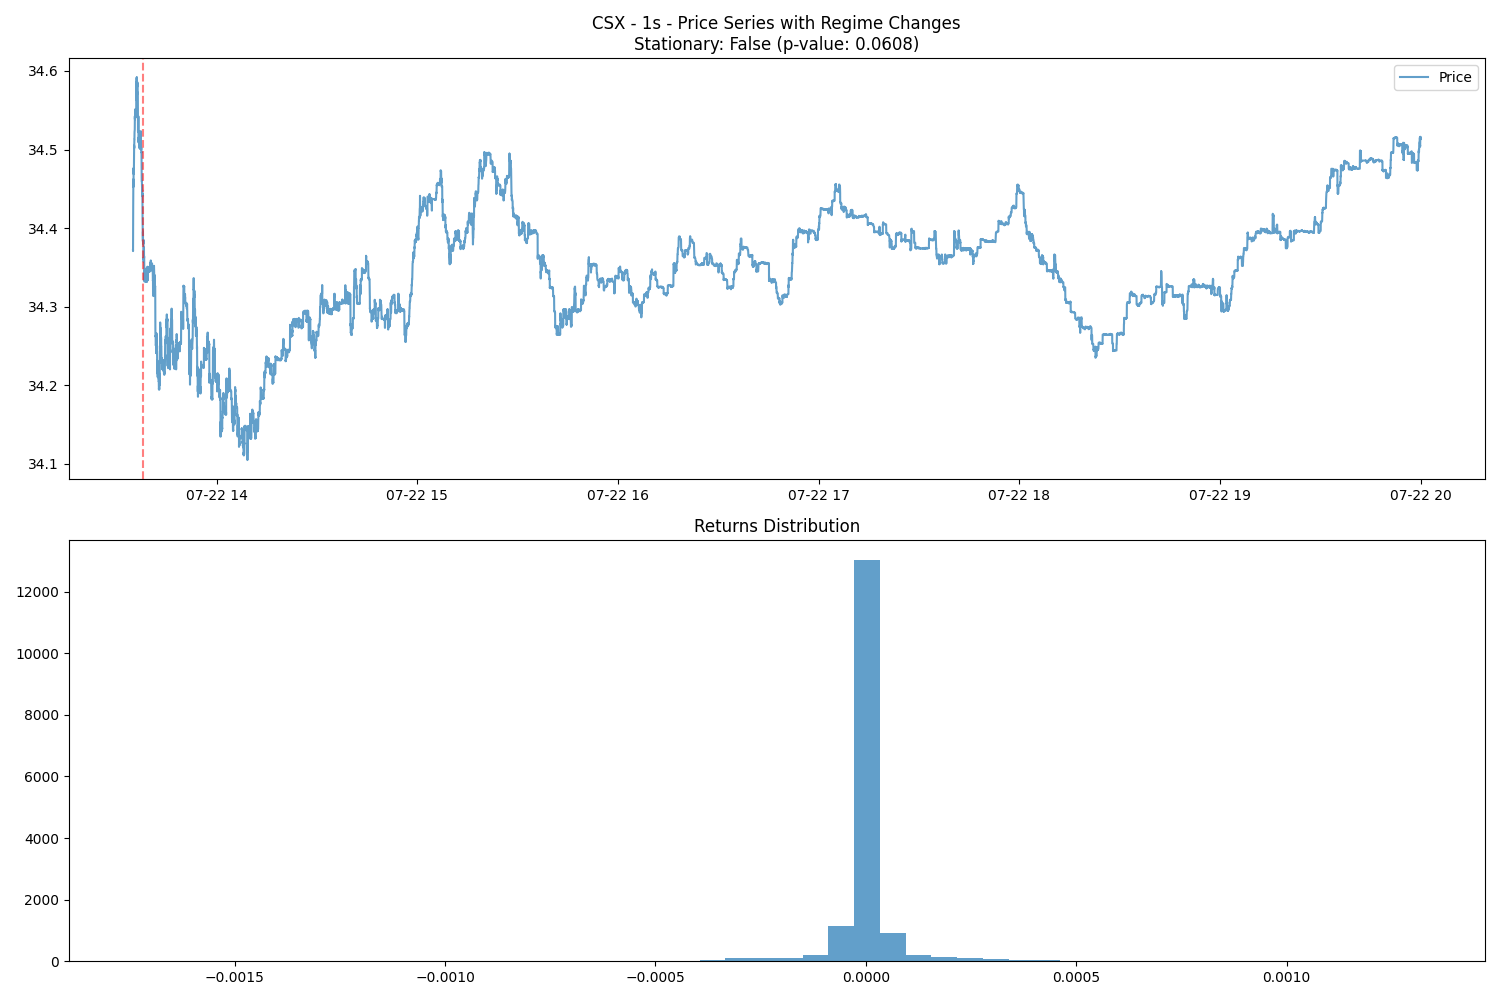 CSX - 1s - Price Series with Regime Changes
Stationary: False (p-value: 0.0608)
Price
34.6
34.5
34.4
34.3
34.2
34.1
07-22 14 07-22 15 07-22 16 07-22 17 07-22 18 07-22 19 07-22 20
Returns Distribution
12000
10000
8000
6000
4000
2000
0
−0.0015 −0.0010 −0.0005 0.0000 0.0005 0.0010